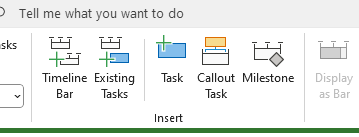 Tell me what you want to do
asks
Timeline
Bar
Existing
Tasks
Task
Callout
Task
Milestone
Display
as Bar
Insert